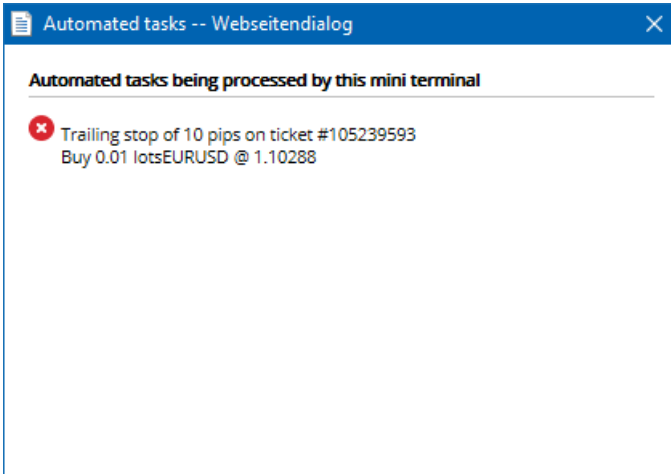 Automated tasks -- Webseitendialog
Automated tasks being processed by this mini terminal
Trailing stop of 10 pips on ticket #105239593
Buy 0.01 lotsEURUSD @ 1.10288